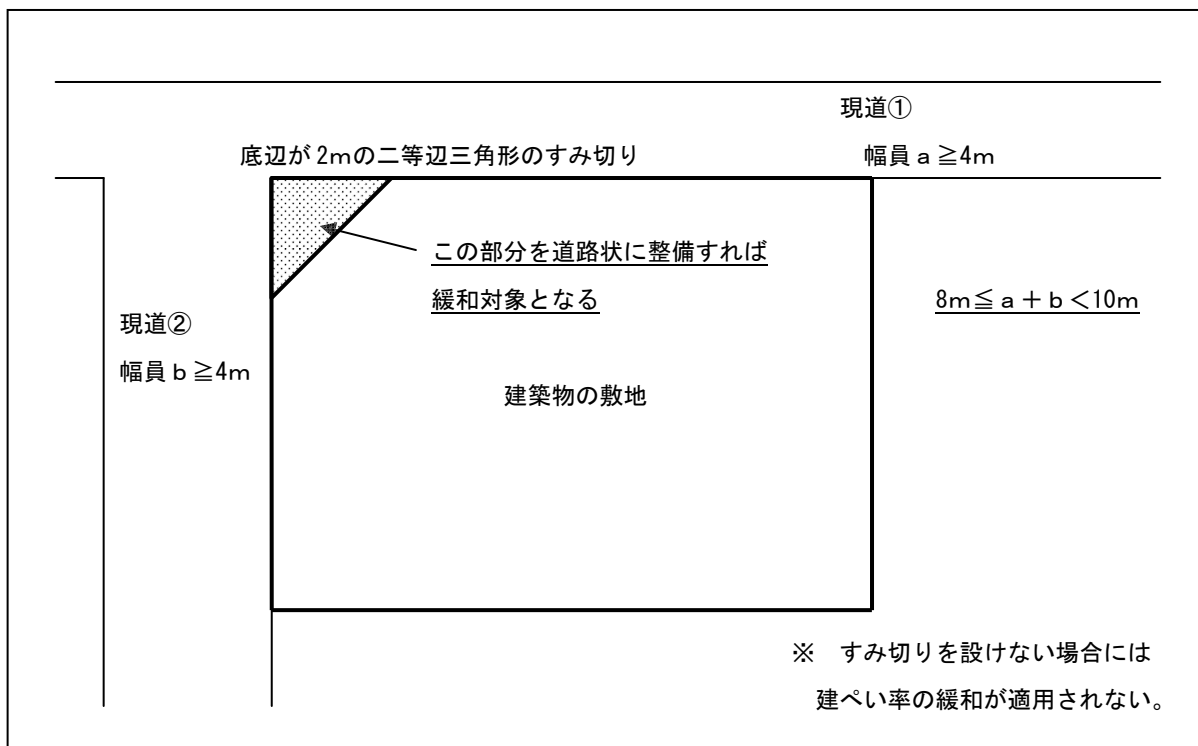 現道①
幅員ａ≧4ｍ
底辺が2ｍの二等辺三角形のすみ切り
この部分を道路状に整備すれば
緩和対象となる
8ｍ≦ａ＋ｂ＜10ｍ
現道②
幅員ｂ≧4ｍ
建築物の敷地
※　すみ切りを設けない場合には
建ぺい率の緩和が適用されない。